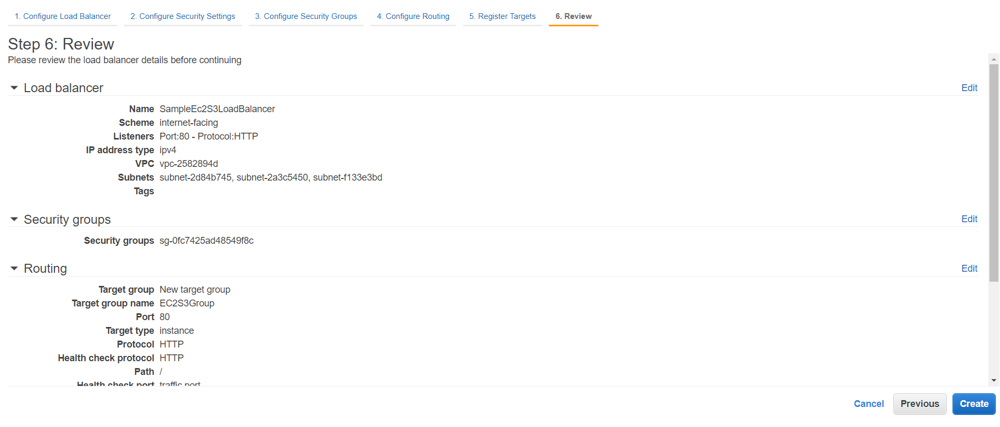 1. Configure Load Balancer 2. Configure Security Settings 3. Configure Security Groups 4. Configure Routing 5. Register Targets 6. Review
Step 6: Review
Please review the load balancer details before continuing
Load balancer Edit
Name SampleEc2S3LoadBalancer
Scheme internet-facing
Listeners Port:80 - Protocol:HTTP
IP address type ipv4
VPC vpc-2582894d
Subnets subnet-2d84b745, subnet-2a3c5450, subnet-f133e3bd
Tags
Security groups Edit
Security groups sg-0fc7425ad48549f8c
Routing Edit
Target group New target group
Target group name EC2S3Group
Port 80
Target type instance
Protocol HTTP
Health check protocol HTTP
Path /
Health check port traffic port
Cancel Previous Create